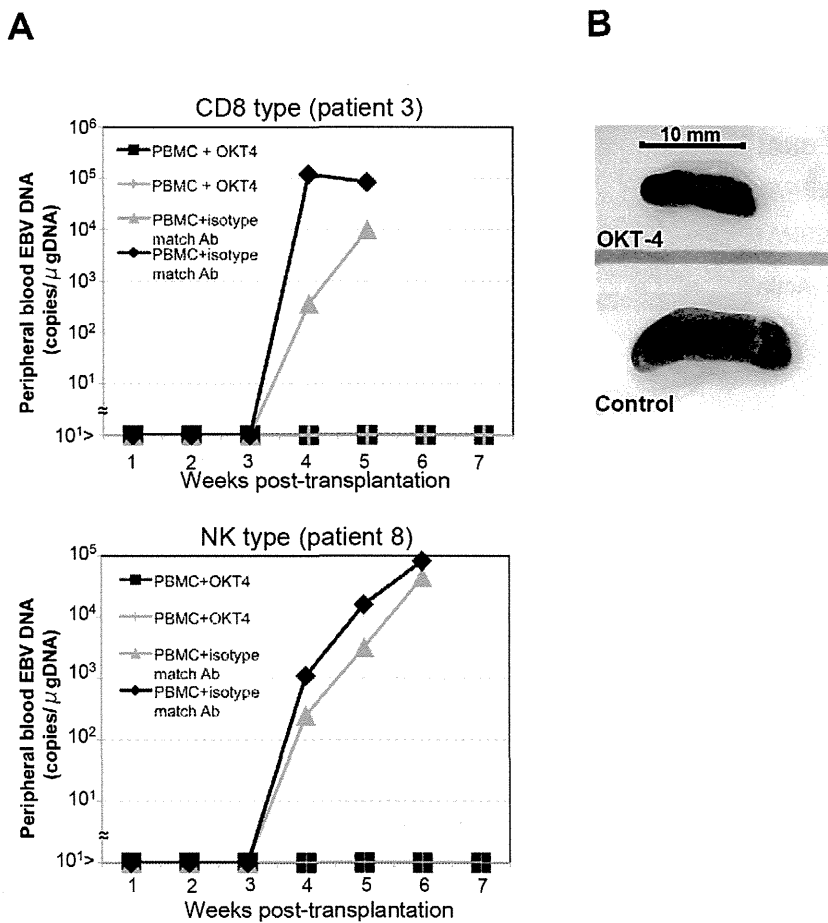 A
B
CD8 type (patient 3)
Peripheral blood EBV DNA
(copies/μgDNA)
10⁶
10⁵
10⁴
10³
10²
10¹
≈
10¹>
PBMC + OKT4
PBMC + OKT4
PBMC+isotype
match Ab
PBMC+isotype
match Ab
1 2 3 4 5 6 7
Weeks post-transplantation
10 mm
OKT-4
Control
NK type (patient 8)
Peripheral blood EBV DNA
(copies/μgDNA)
10⁵
10⁴
10³
10²
10¹
≈
10¹>
PBMC+OKT4
PBMC+OKT4
PBMC+isotype
match Ab
PBMC+isotype
match Ab
1 2 3 4 5 6 7
Weeks post-transplantation